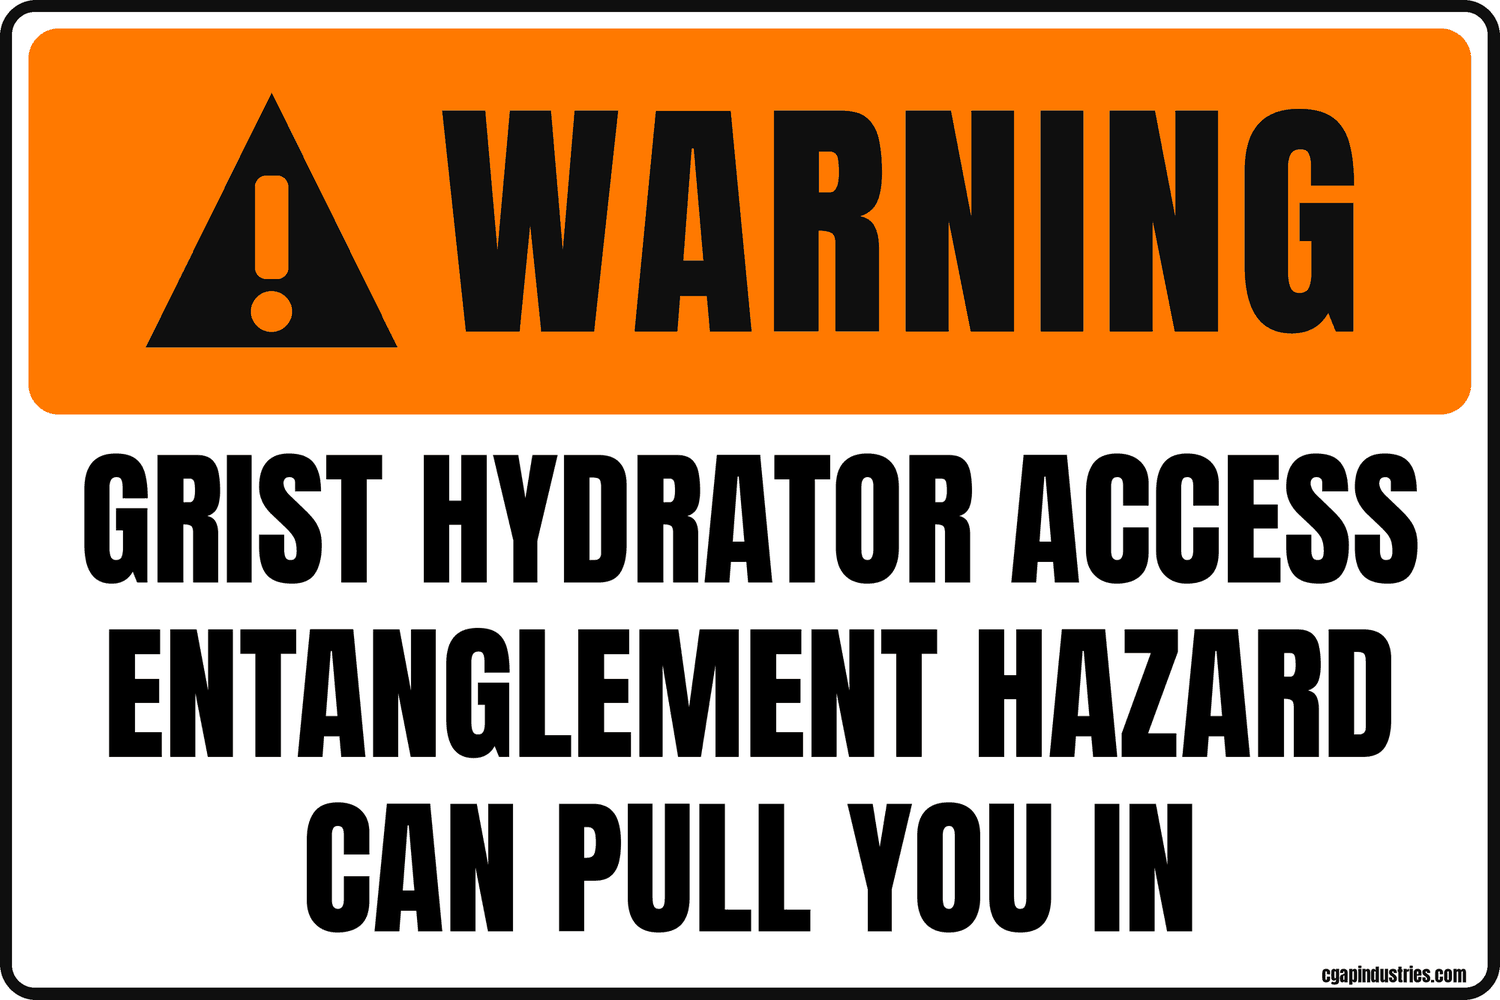 WARNING
GRIST HYDRATOR ACCESS
ENTANGLEMENT HAZARD
CAN PULL YOU IN
cgapindustries.com